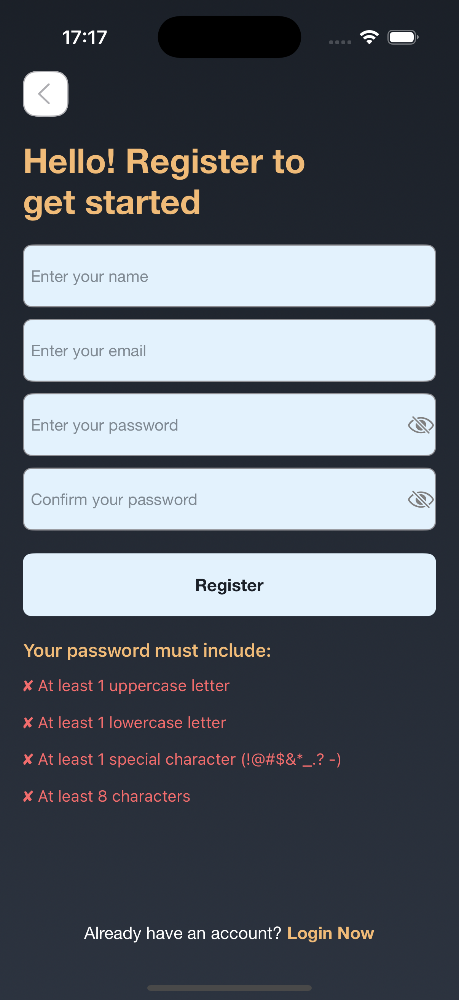 17:17
Hello! Register to
get started
Enter your name
Enter your email
Enter your password
Confirm your password
Register
Your password must include:
✘ At least 1 uppercase letter
✘ At least 1 lowercase letter
✘ At least 1 special character (!@#$&*_.? -)
✘ At least 8 characters
Already have an account? Login Now